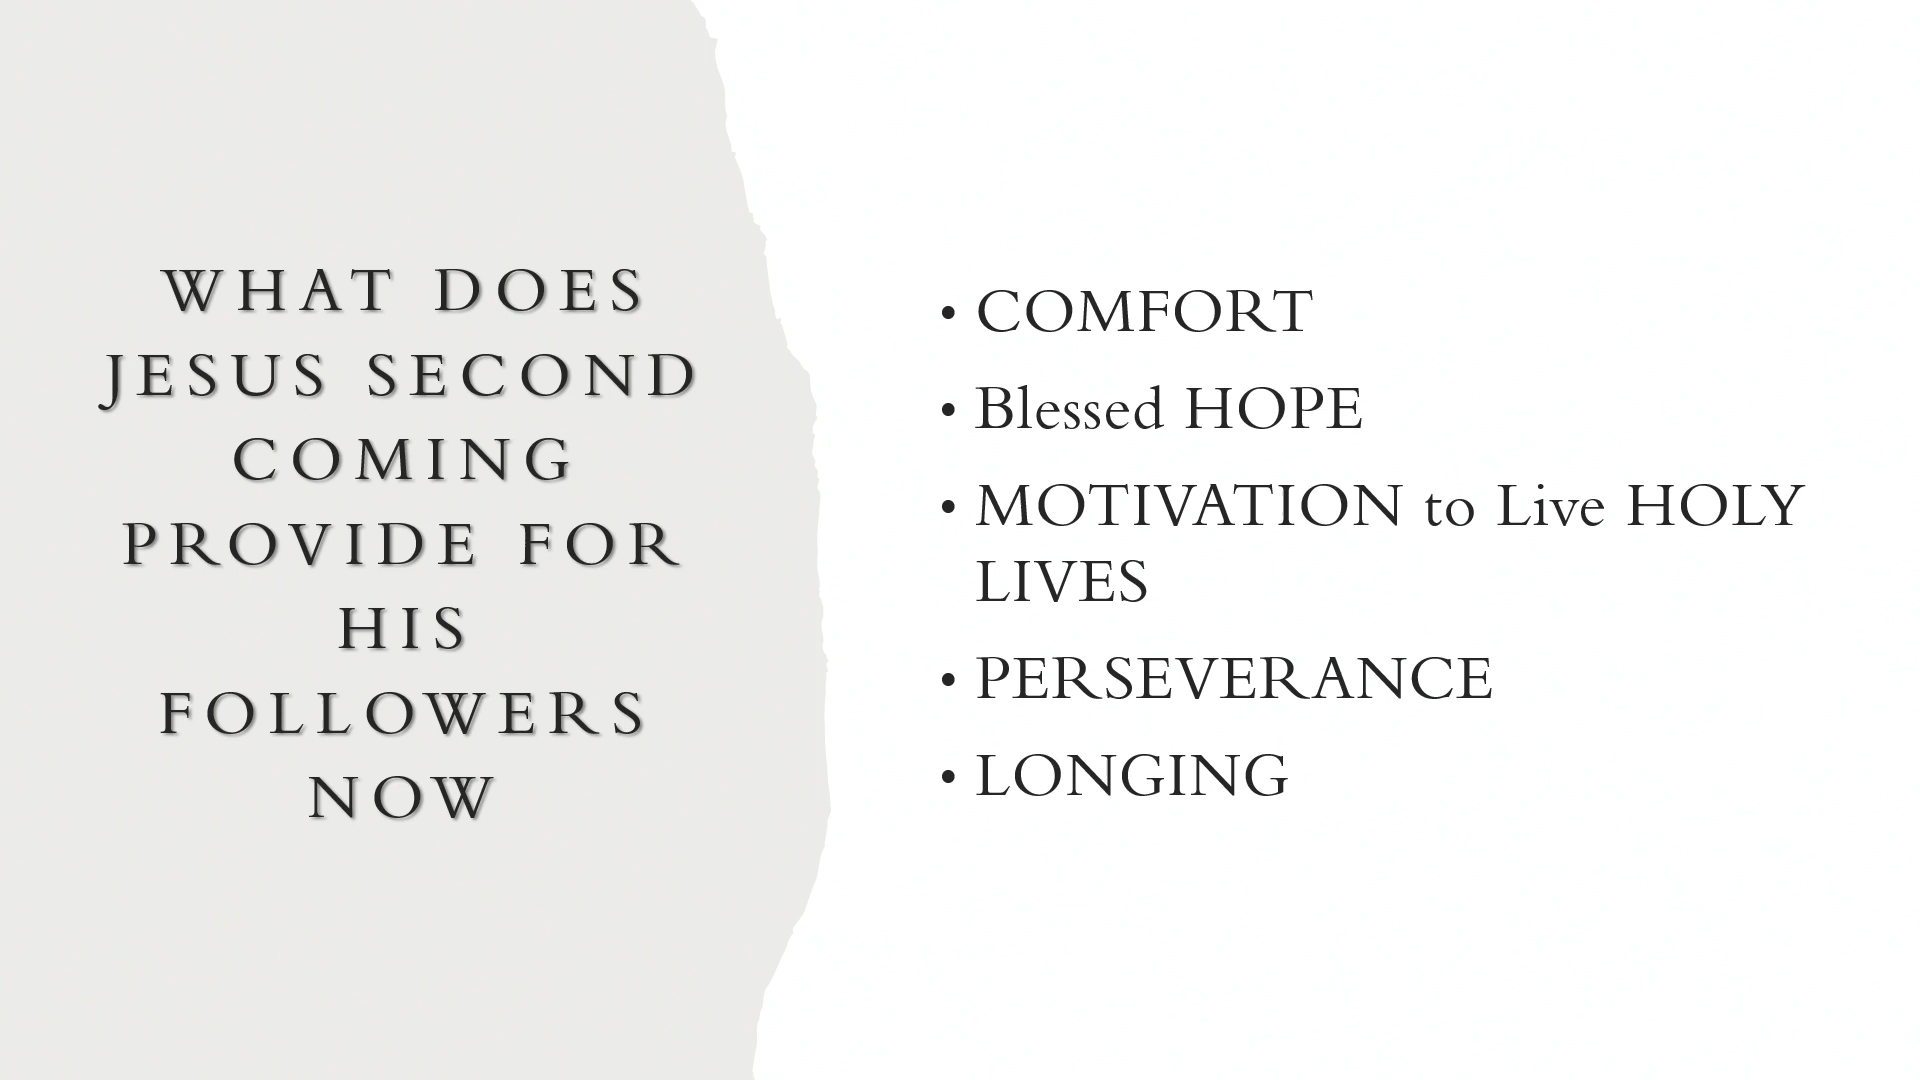 WHAT DOES
JESUS SECOND
COMING
PROVIDE FOR
HIS
FOLLOWERS
NOW
• COMFORT
• Blessed HOPE
• MOTIVATION to Live HOLY
LIVES
• PERSEVERANCE
• LONGING